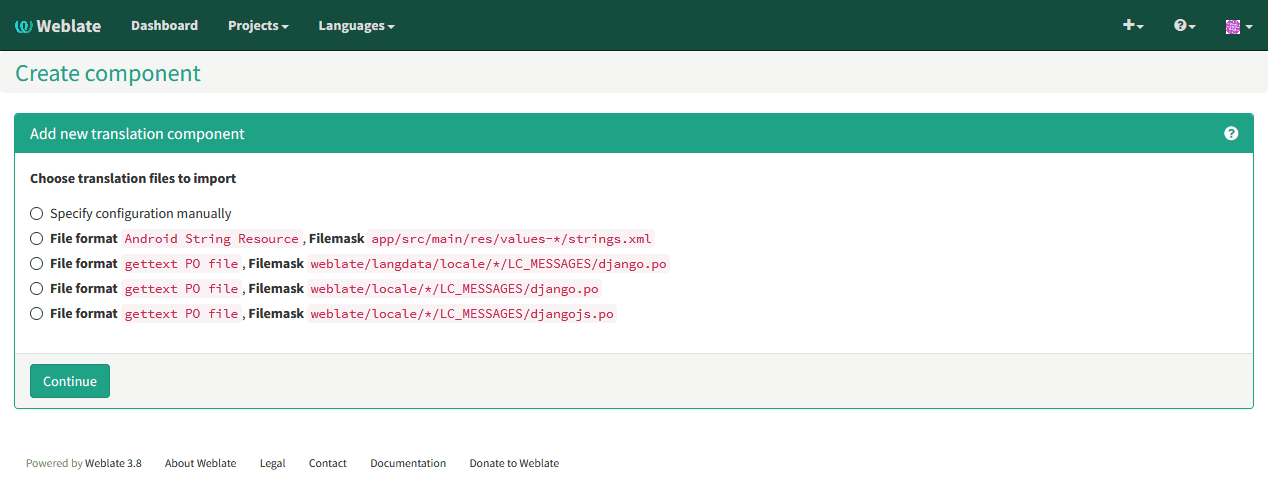 Weblate Dashboard Projects Languages
Create component
Add new translation component
Choose translation files to import
Specify configuration manually
File format Android String Resource, Filemask app/src/main/res/values-*/strings.xml
File format gettext PO file, Filemask weblate/langdata/locale/*/LC_MESSAGES/django.po
File format gettext PO file, Filemask weblate/locale/*/LC_MESSAGES/django.po
File format gettext PO file, Filemask weblate/locale/*/LC_MESSAGES/djangojs.po
Continue
Powered by Weblate 3.8 About Weblate Legal Contact Documentation Donate to Weblate